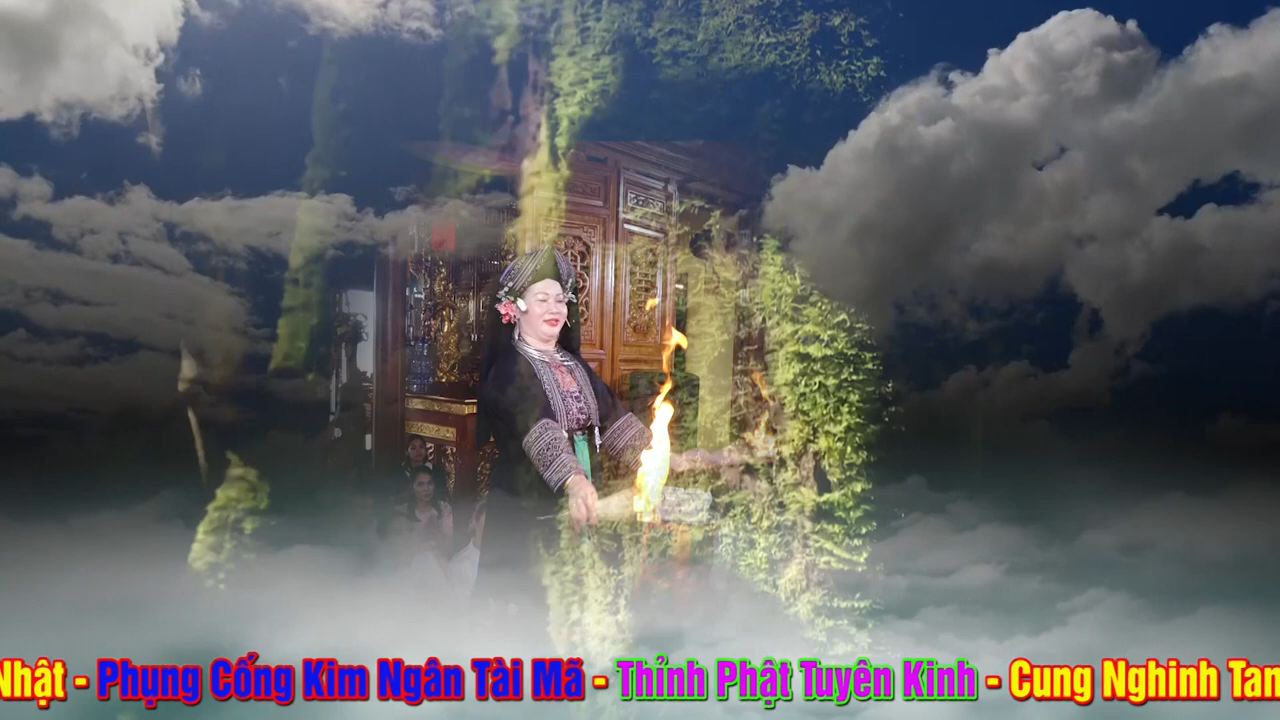 Nhật - Phụng Cống Kim Ngân Tài Mã - Thỉnh Phật Tuyên Kinh - Cung Nghinh Tam